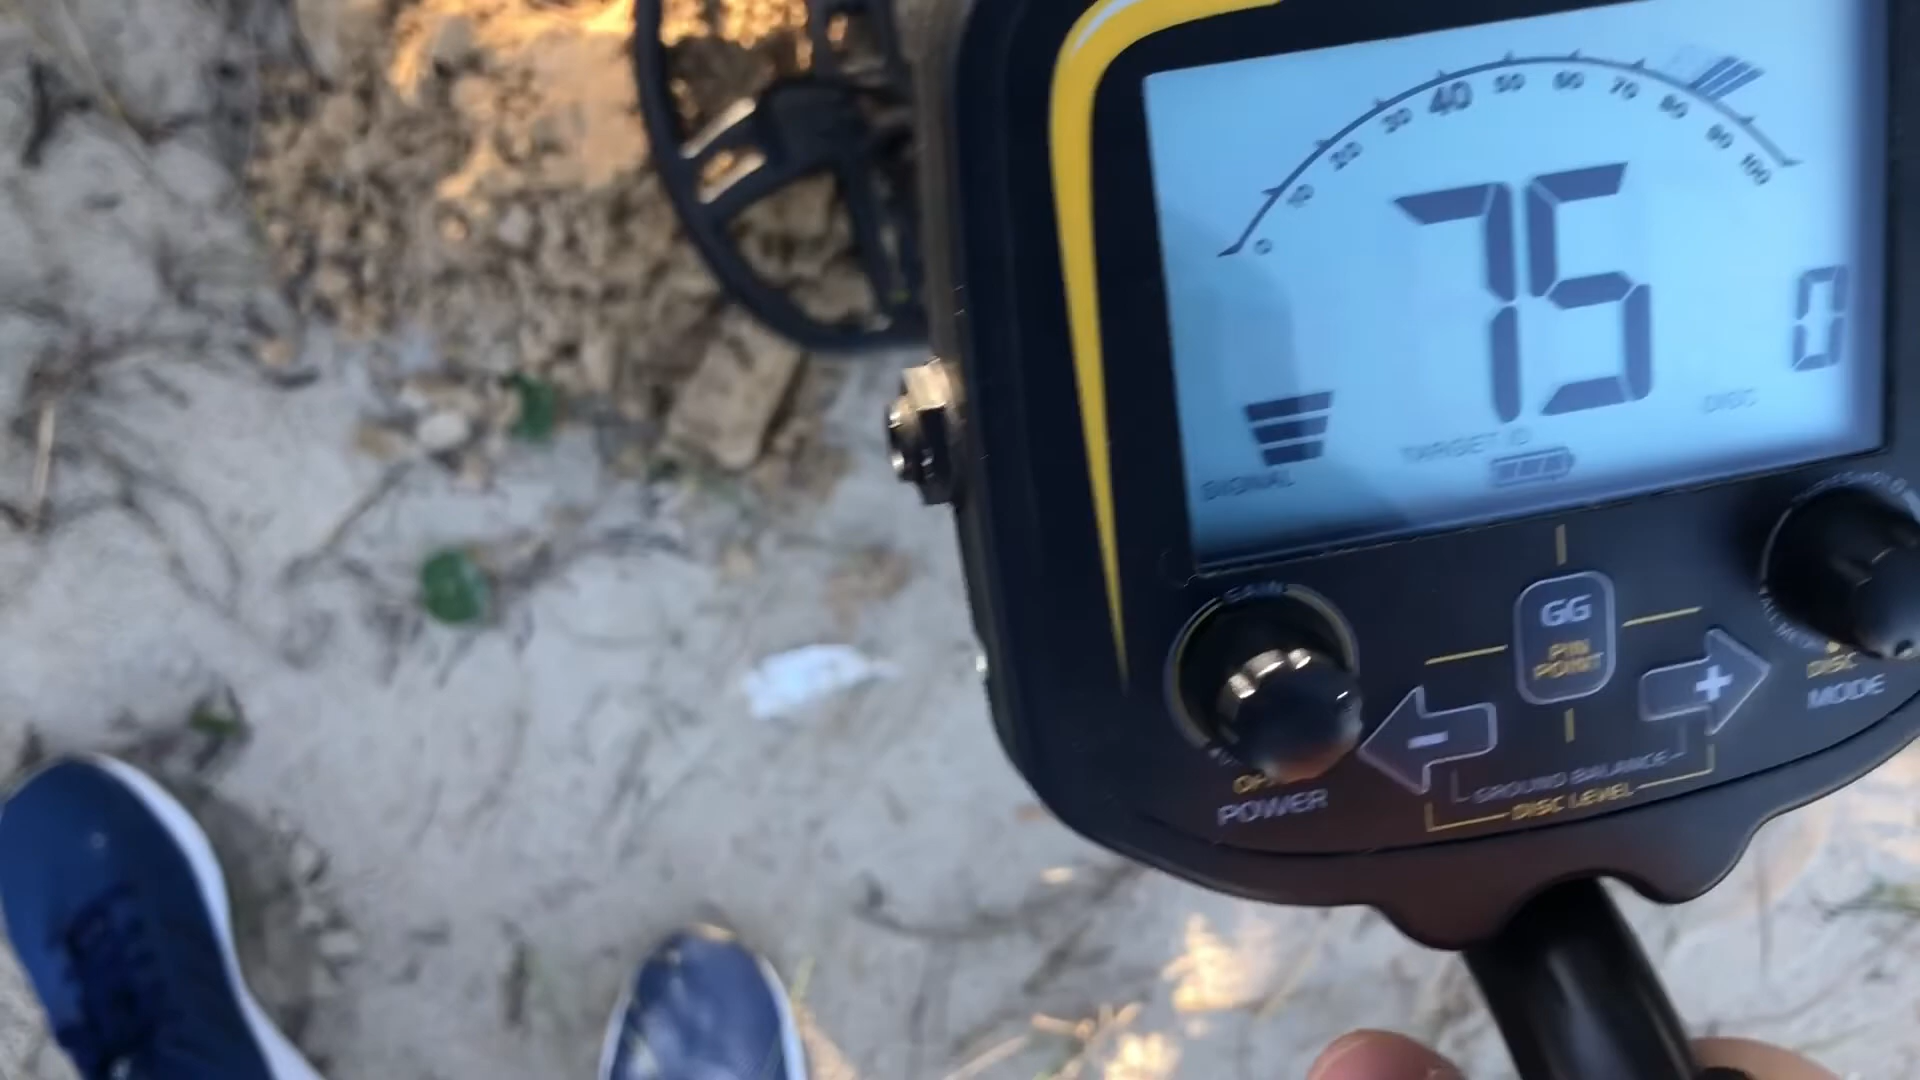 0 10 20 30 40 50 60 70 80 90 100
75
0
DISC
TARGET ID
SIGNAL
GAIN
GG
PIN
POINT
-
+
DISC
MODE
POWER
GROUND BALANCE
DISC LEVEL